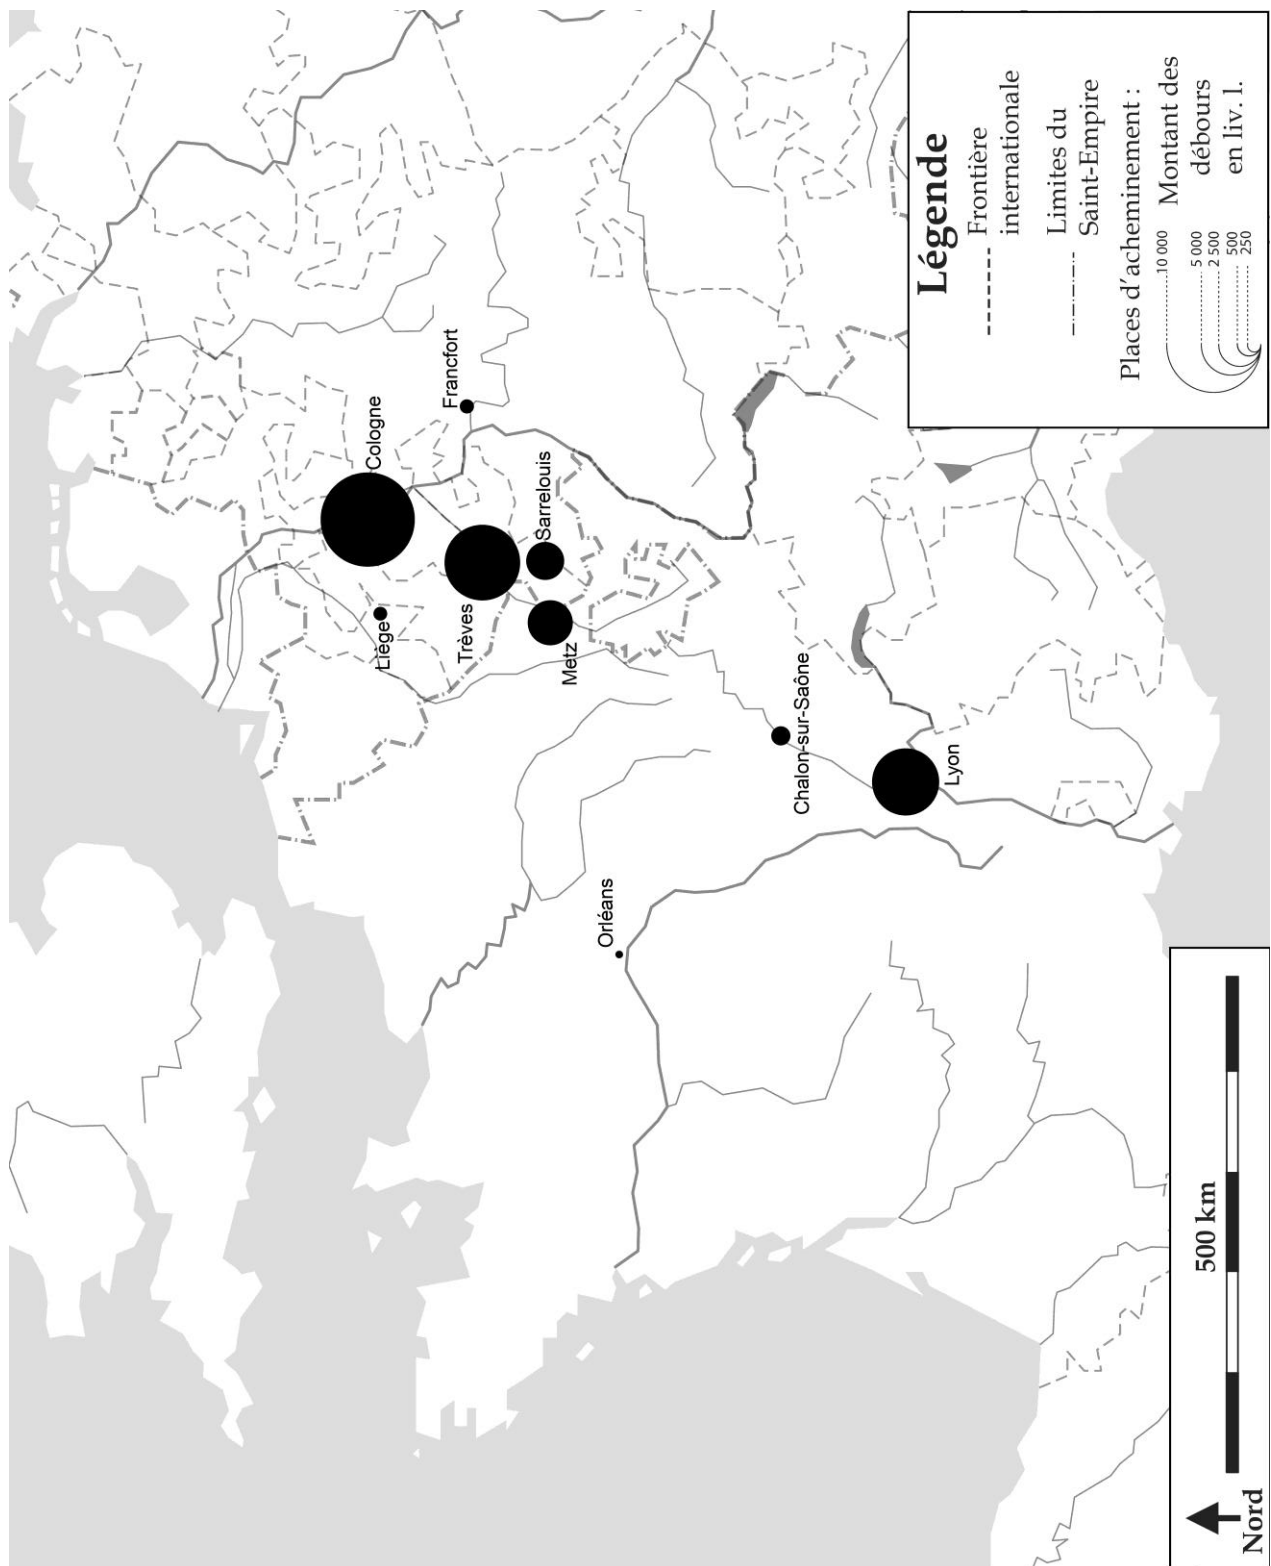 Cologne
Francfort
Liège
Trèves
Sarrelouis
Metz
Orléans
Chalon-sur-Saône
Lyon
Légende
Frontière
internationale
Limites du
Saint-Empire
Places d'acheminement :
10 000
5 000
2 500
500
250
Montant des
débours
en liv. l.
Nord
500 km